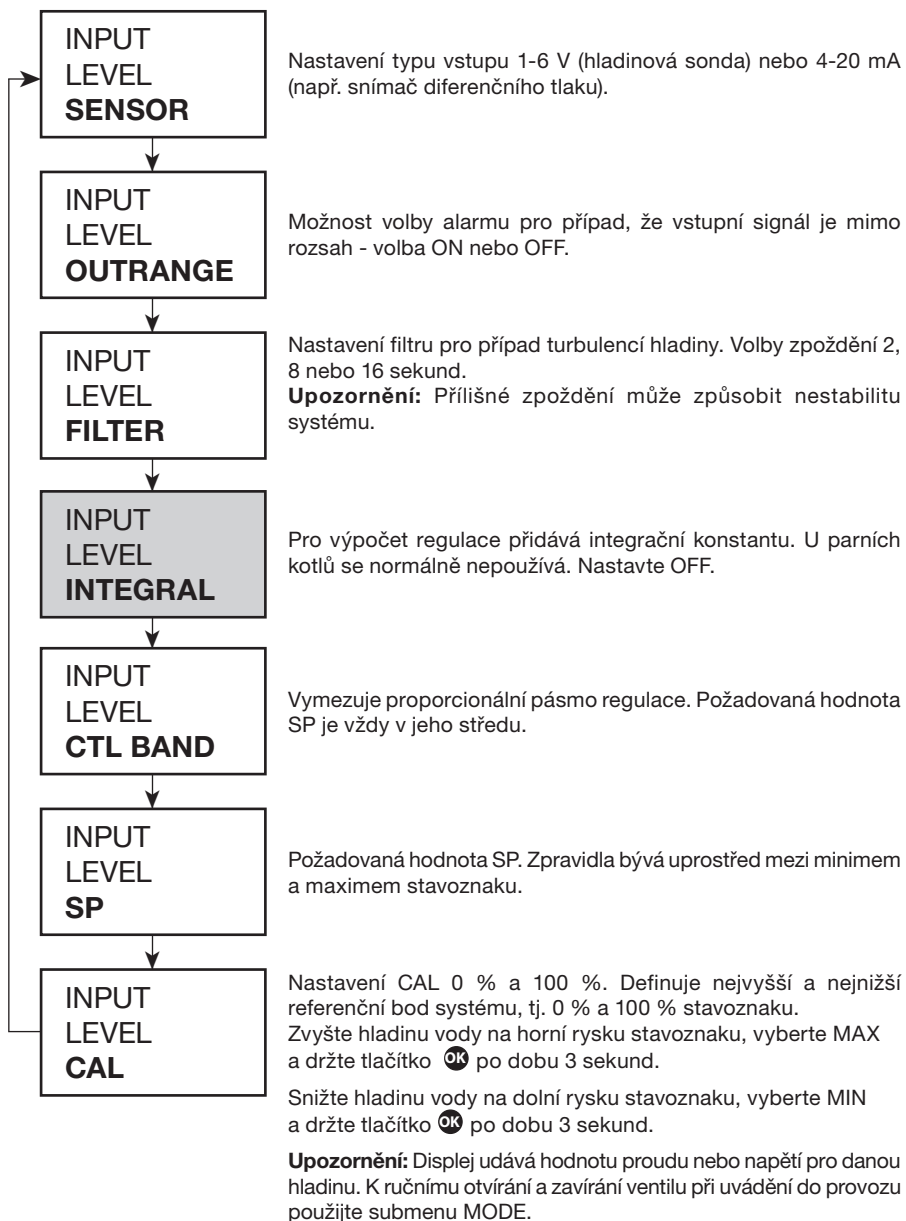 INPUT
LEVEL
SENSOR
Nastavení typu vstupu 1-6 V (hladinová sonda) nebo 4-20 mA
(např. snímač diferenčního tlaku).
INPUT
LEVEL
OUTRANGE
Možnost volby alarmu pro případ, že vstupní signál je mimo
rozsah - volba ON nebo OFF.
INPUT
LEVEL
FILTER
Nastavení filtru pro případ turbulencí hladiny. Volby zpoždění 2,
8 nebo 16 sekund.
Upozornění: Přílišné zpoždění může způsobit nestabilitu
systému.
INPUT
LEVEL
INTEGRAL
Pro výpočet regulace přidává integrační konstantu. U parních
kotlů se normálně nepoužívá. Nastavte OFF.
INPUT
LEVEL
CTL BAND
Vymezuje proporcionální pásmo regulace. Požadovaná hodnota
SP je vždy v jeho středu.
INPUT
LEVEL
SP
Požadovaná hodnota SP. Zpravidla bývá uprostřed mezi minimem
a maximem stavoznaku.
INPUT
LEVEL
CAL
Nastavení CAL 0 % a 100 %. Definuje nejvyšší a nejnižší
referenční bod systému, tj. 0 % a 100 % stavoznaku.
Zvyšte hladinu vody na horní rysku stavoznaku, vyberte MAX
a držte tlačítko OK po dobu 3 sekund.
Snižte hladinu vody na dolní rysku stavoznaku, vyberte MIN
a držte tlačítko OK po dobu 3 sekund.
Upozornění: Displej udává hodnotu proudu nebo napětí pro danou
hladinu. K ručnímu otvírání a zavírání ventilu při uvádění do provozu
použijte submenu MODE.